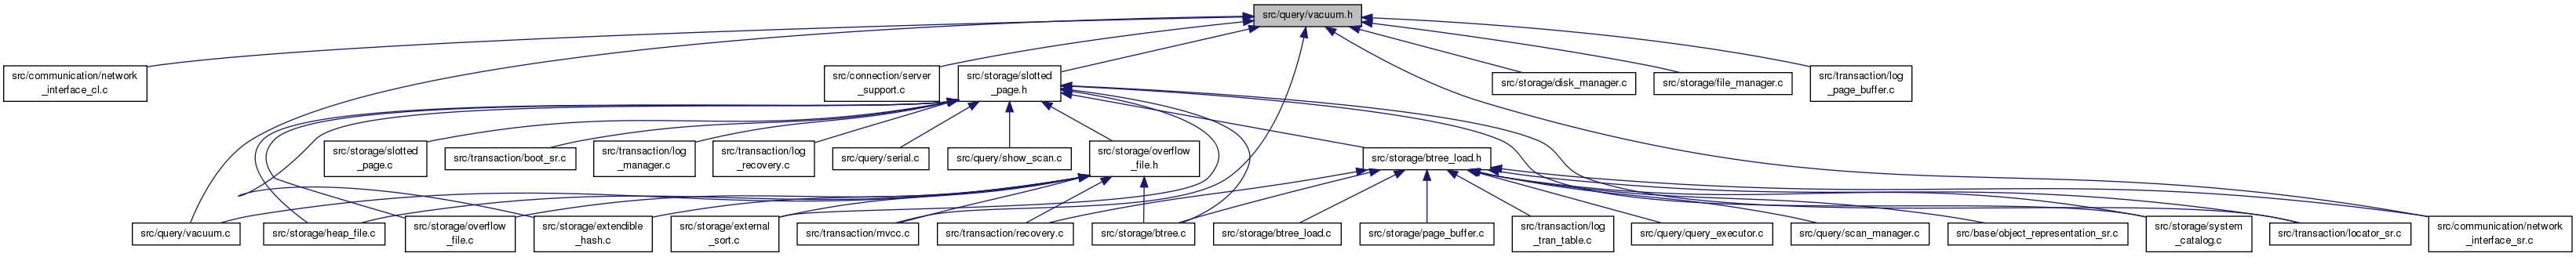 src/query/vacuum.h
src/communication/network
_interface_cl.c
src/connection/server
_support.c
src/storage/slotted
_page.h
src/storage/disk_manager.c
src/storage/file_manager.c
src/transaction/log
_page_buffer.c
src/storage/slotted
_page.c
src/transaction/boot_sr.c
src/transaction/log
_manager.c
src/transaction/log
_recovery.c
src/query/serial.c
src/query/show_scan.c
src/storage/overflow
_file.h
src/storage/btree_load.h
src/query/vacuum.c
src/storage/heap_file.c
src/storage/overflow
_file.c
src/storage/extendible
_hash.c
src/storage/external
_sort.c
src/transaction/mvcc.c
src/transaction/recovery.c
src/storage/btree.c
src/storage/btree_load.c
src/storage/page_buffer.c
src/transaction/log
_tran_table.c
src/query/query_executor.c
src/query/scan_manager.c
src/base/object_representation_sr.c
src/storage/system
_catalog.c
src/transaction/locator_sr.c
src/communication/network
_interface_sr.c